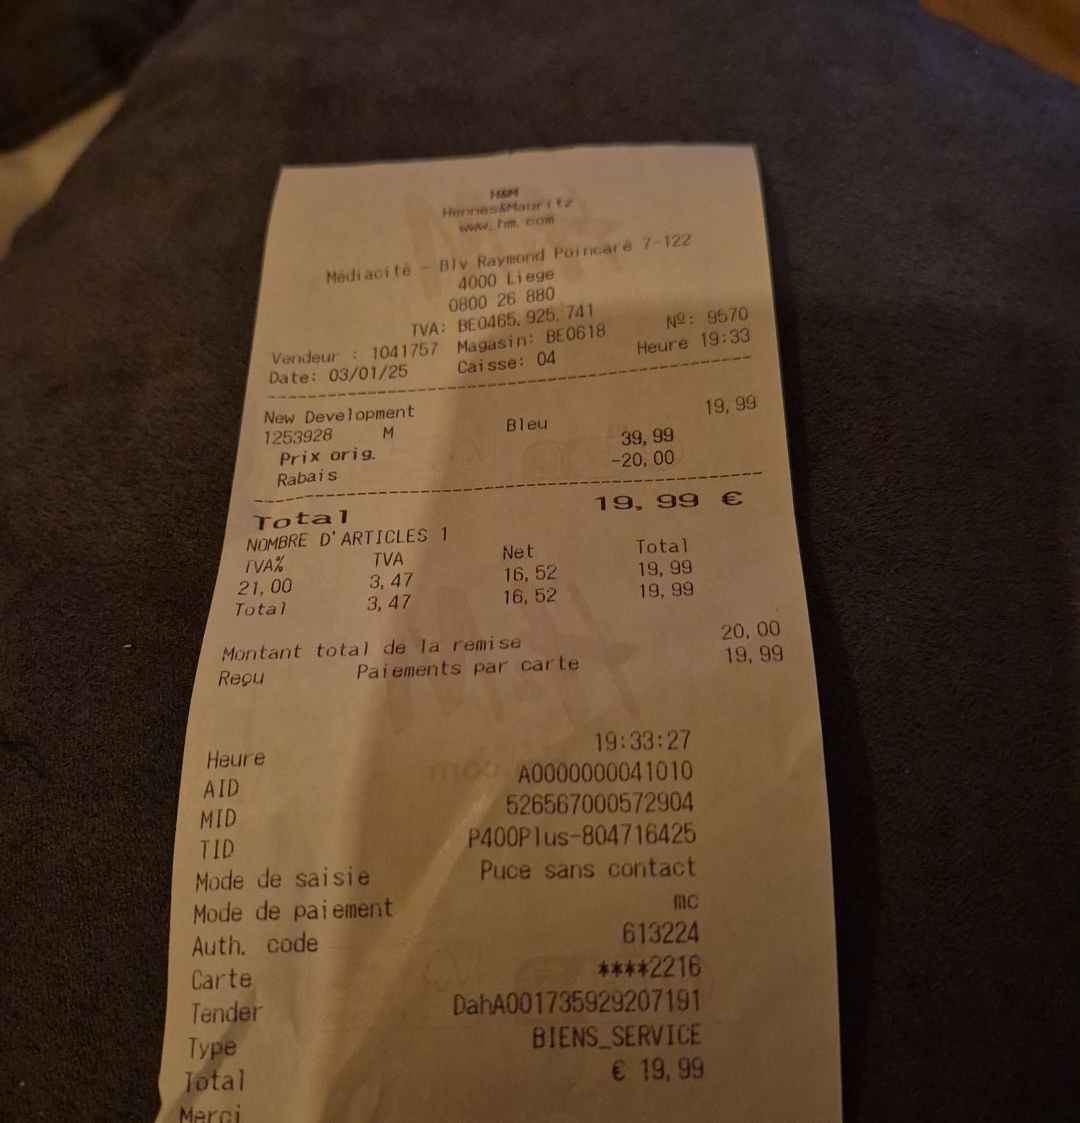 H&M
Hennes&Mauritz
www.hm.com
Médiacité - Blv Raymond Poincaré 7-122
4000 Liege
0800 26 880
TVA: BE0465.925.741
Vendeur : 1041757 Magasin: BE0618 Nº: 9570
Date: 03/01/25 Caisse: 04 Heure 19:33
New Development 19,99
1253928 M Bleu
Prix orig. 39,99
Rabais -20,00
Total 19,99 €
NOMBRE D'ARTICLES 1
TVA% TVA Net Total
21,00 3,47 16,52 19,99
Total 3,47 16,52 19,99
Montant total de la remise 20,00
Reçu Paiements par carte 19,99
Heure 19:33:27
AID A0000000041010
MID 526567000572904
TID P400Plus-804716425
Mode de saisie Puce sans contact
Mode de paiement mc
Auth. code 613224
Carte ****2216
Tender DahA001735929207191
Type BIENS_SERVICE
Total € 19,99
Merci